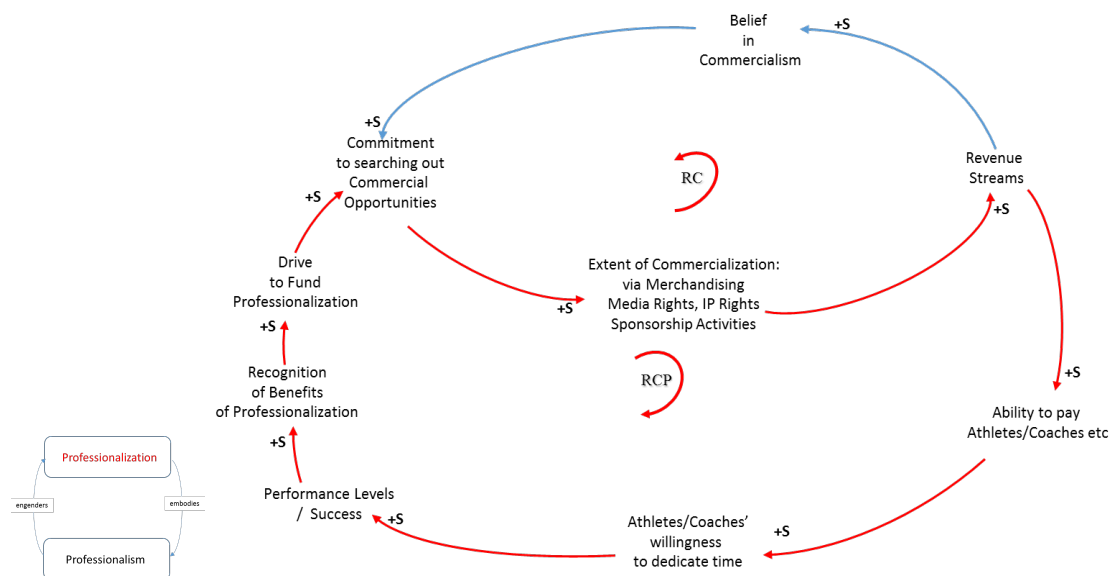 Belief
in
Commercialism
+S
+S
Commitment
to searching out
Commercial
Opportunities
RC
Revenue
Streams
+S
+S
Drive
to Fund
Professionalization
Extent of Commercialization:
via Merchandising
Media Rights, IP Rights
Sponsorship Activities
+S
+S
RCP
+S
Recognition
of Benefits
of Professionalization
Ability to pay
Athletes/Coaches etc
+S
Performance Levels
/ Success
+S
Athletes/Coaches’
willingness
to dedicate time
+S
Professionalization
engenders
embodies
Professionalism